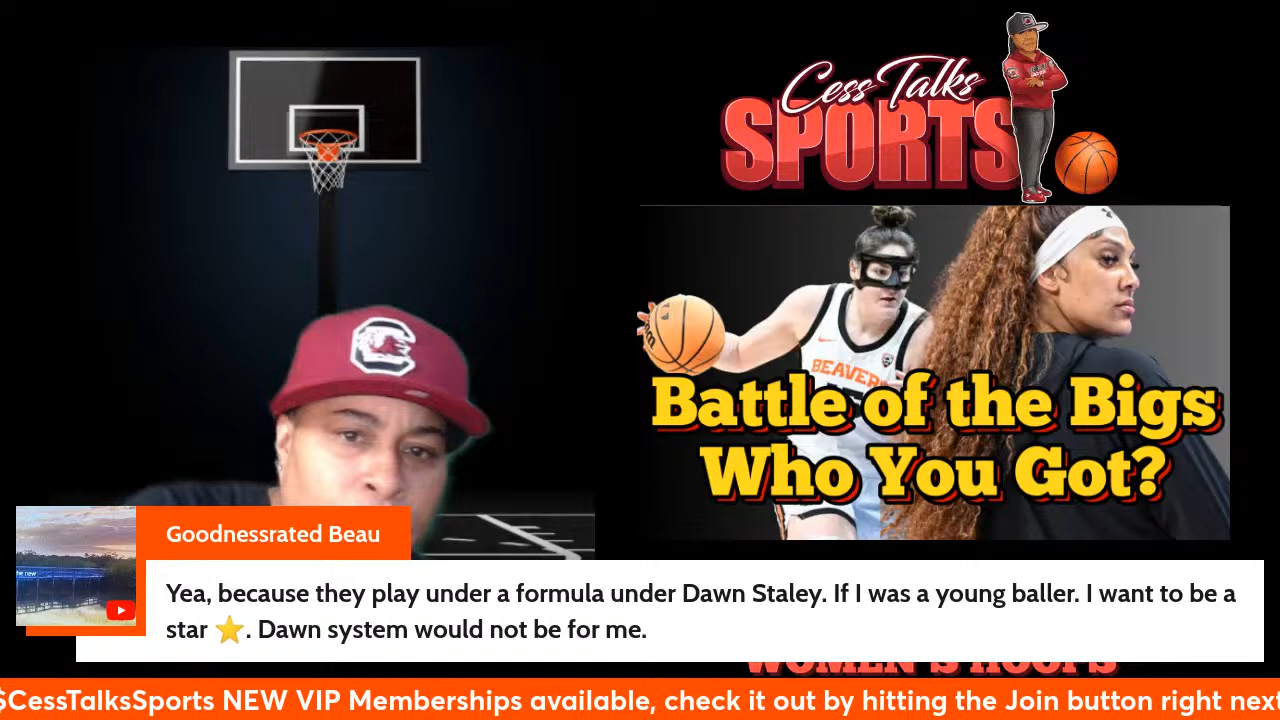 Cess Talks
SPORTS
BEAVERS
Battle of the Bigs
Who You Got?
Goodnessrated Beau
Yea, because they play under a formula under Dawn Staley. If I was a young baller. I want to be a
star ⭐. Dawn system would not be for me.
WOMEN'S HOOPS
$CessTalksSports NEW VIP Memberships available, check it out by hitting the Join button right next